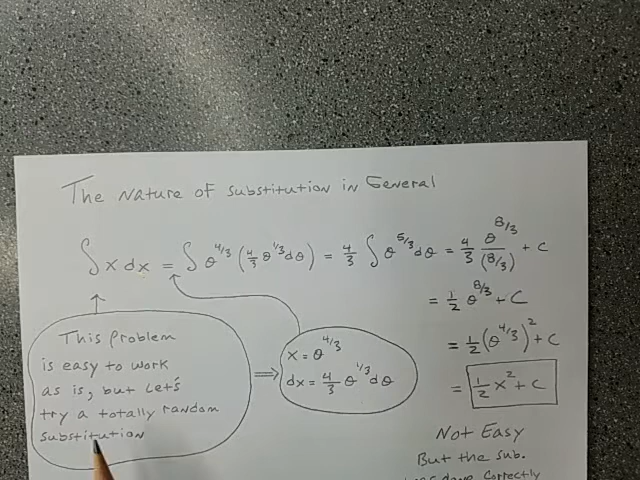 The Nature of Substitution in General
∫ x dx = ∫ θ^(4/3) (4/3 θ^(1/3) dθ) = 4/3 ∫ θ^(5/3) dθ = 4/3 θ^(8/3)/(8/3) + C
= 1/2 θ^(8/3) + C
= 1/2 (θ^(4/3))^2 + C
= 1/2 x^2 + C
This problem
is easy to work
as is, but Let's
try a totally random
substitution
⇒
x = θ^(4/3)
dx = 4/3 θ^(1/3) dθ
Not Easy
But the sub.
done correctly